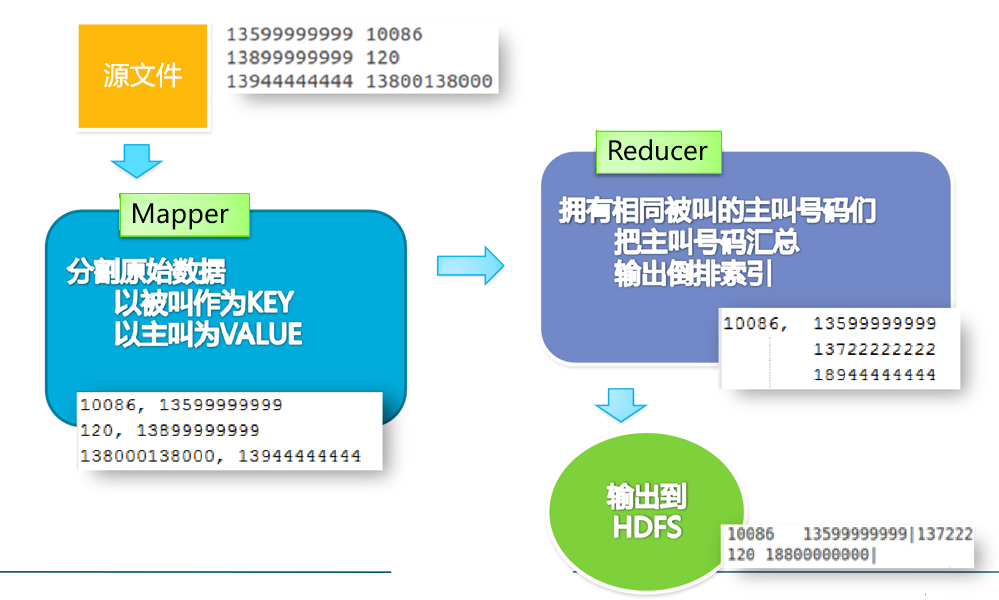 源文件
13599999999 10086
13899999999 120
13944444444 13800138000
Mapper
分割原始数据
以被叫作为KEY
以主叫为VALUE
10086, 13599999999
120, 13899999999
138000138000, 13944444444
Reducer
拥有相同被叫的主叫号码们
把主叫号码汇总
输出倒排索引
10086, 13599999999
13722222222
18944444444
输出到
HDFS
10086 13599999999|137222
120 18800000000|